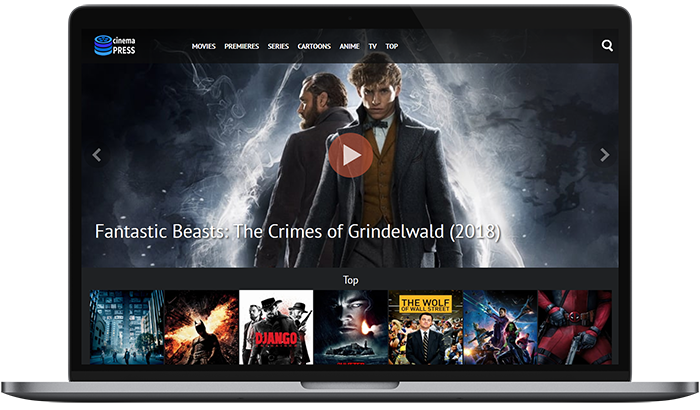 cinema
PRESS
MOVIES PREMIERES SERIES CARTOONS ANIME TV TOP
Fantastic Beasts: The Crimes of Grindelwald (2018)
Top
DJANGO
THE WOLF
OF WALL STREET